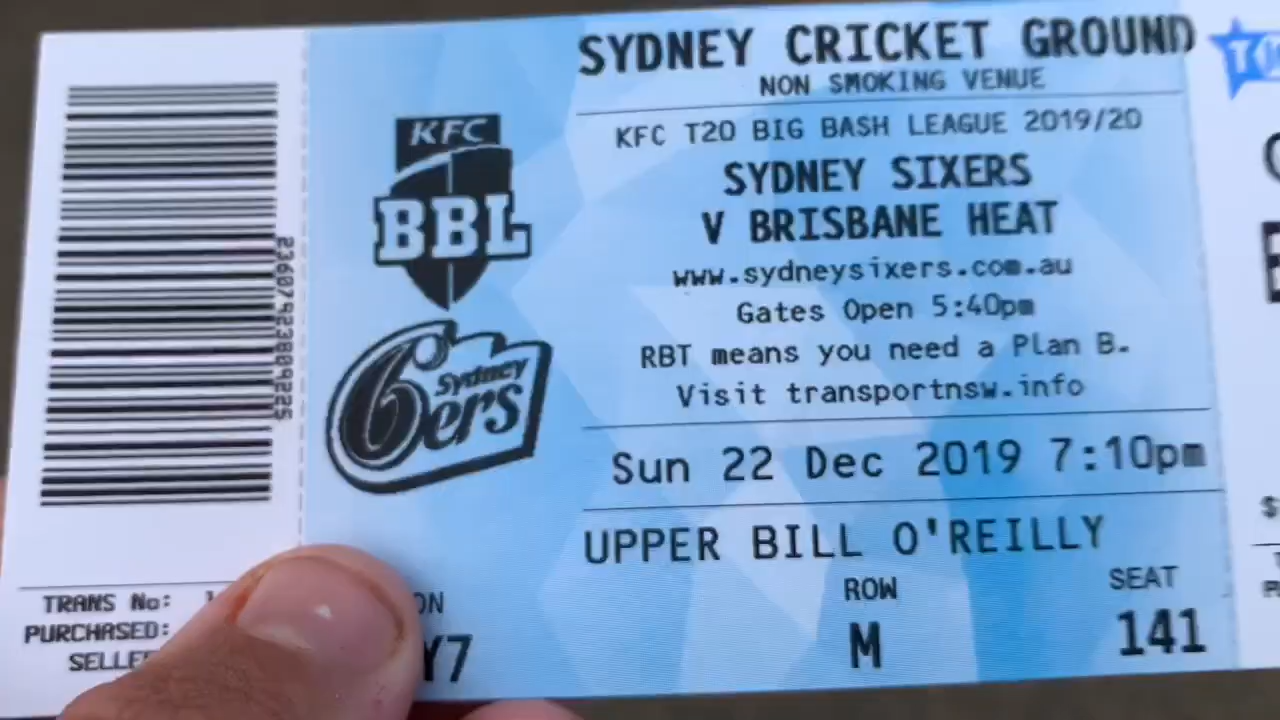 SYDNEY CRICKET GROUND
NON SMOKING VENUE
KFC T20 BIG BASH LEAGUE 2019/20
SYDNEY SIXERS
V BRISBANE HEAT
www.sydneysixers.com.au
Gates Open 5:40pm
RBT means you need a Plan B.
Visit transportnsw.info
Sun 22 Dec 2019 7:10pm
UPPER BILL O'REILLY
ROW
SEAT
Y7
M
141
KFC
BBL
Sydney
6ers
TRANS No:
PURCHASED: